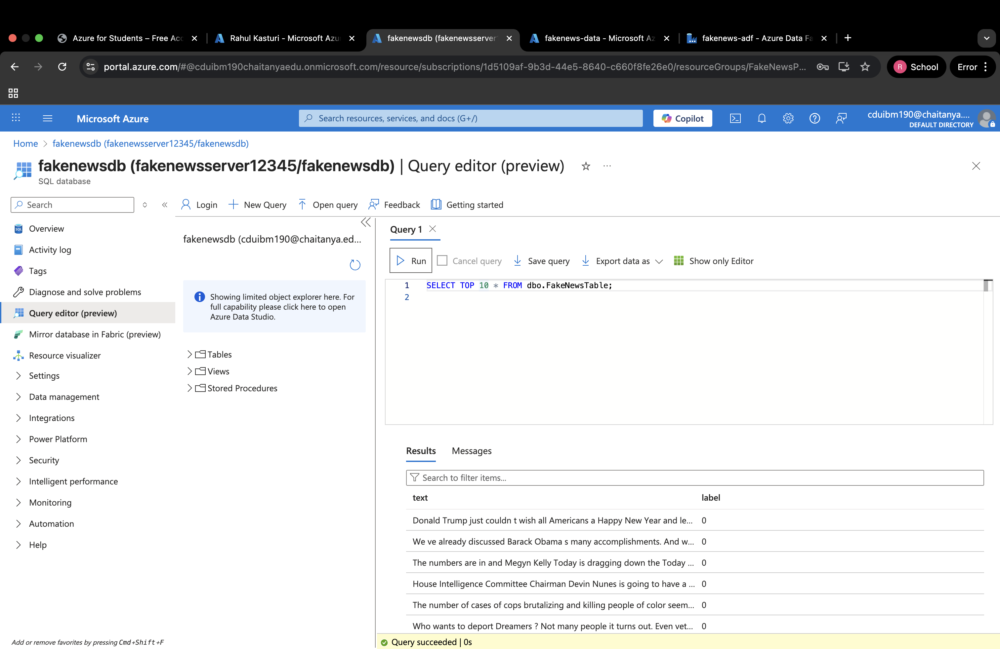 Azure for Students – Free Acc
Rahul Kasturi - Microsoft Azu
fakenewsdb (fakenewsserver
fakenews-data - Microsoft Az
fakenews-adf - Azure Data Fa
portal.azure.com/#@cduibm190chaitanyaedu.onmicrosoft.com/resource/subscriptions/1d5109af-9b3d-44e5-8640-c660f8fe26e0/resourceGroups/FakeNewsP...
R School
Error
Microsoft Azure
Search resources, services, and docs (G+/)
Copilot
cduibm190@chaitanya....
DEFAULT DIRECTORY
Home > fakenewsdb (fakenewsserver12345/fakenewsdb)
fakenewsdb (fakenewsserver12345/fakenewsdb) | Query editor (preview)
SQL database
Search
Login
New Query
Open query
Feedback
Getting started
Overview
Activity log
Tags
Diagnose and solve problems
Query editor (preview)
Mirror database in Fabric (preview)
Resource visualizer
Settings
Data management
Integrations
Power Platform
Security
Intelligent performance
Monitoring
Automation
Help
Add or remove favorites by pressing Cmd+Shift+F
fakenewsdb (cduibm190@chaitanya.ed...
Showing limited object explorer here. For
full capability please click here to open
Azure Data Studio.
Tables
Views
Stored Procedures
Query 1
Run
Cancel query
Save query
Export data as
Show only Editor
1 SELECT TOP 10 * FROM dbo.FakeNewsTable;
2
Results
Messages
Search to filter items...
text label
Donald Trump just couldn t wish all Americans a Happy New Year and le... 0
We ve already discussed Barack Obama s many accomplishments. And w... 0
The numbers are in and Megyn Kelly Today is dragging down the Today ... 0
House Intelligence Committee Chairman Devin Nunes is going to have a ... 0
The number of cases of cops brutalizing and killing people of color seem... 0
Who wants to deport Dreamers ? Not many people it turns out. Even vet... 0
Query succeeded | 0s